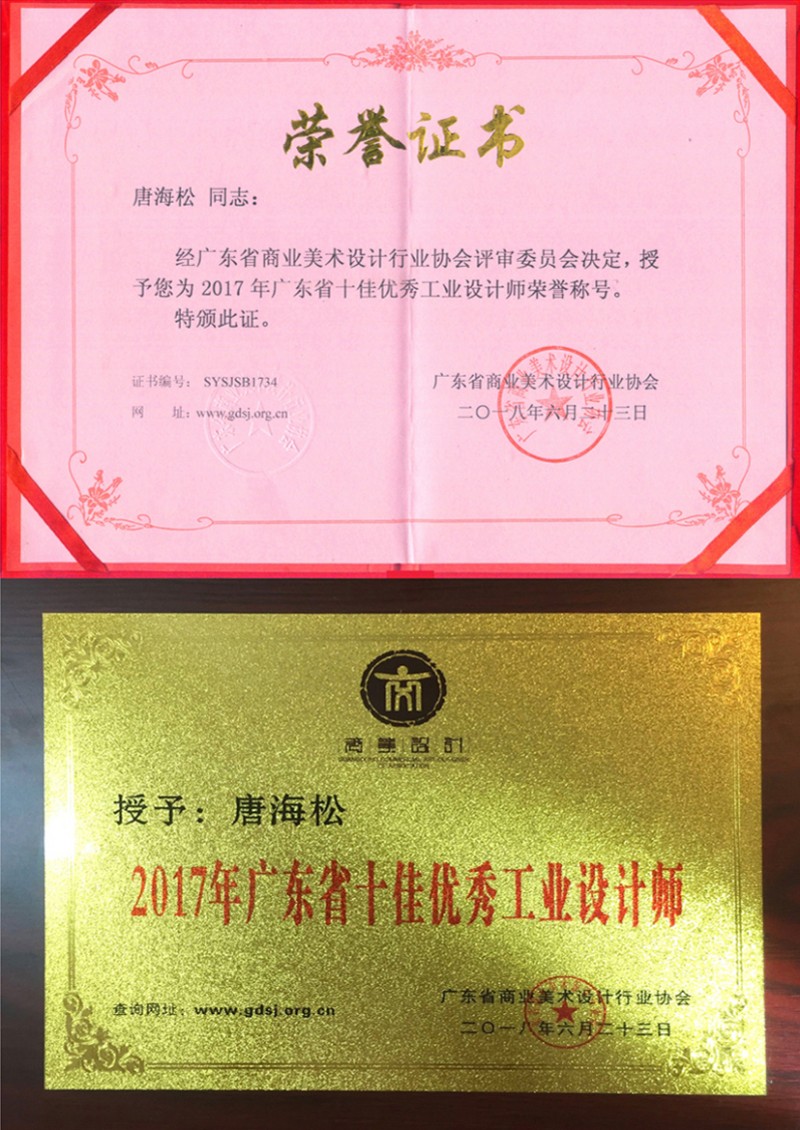 荣誉证书
唐海松 同志：
经广东省商业美术设计行业协会评审委员会决定，授
予您为 2017 年广东省十佳优秀工业设计师荣誉称号。
特颁此证。
证书编号： SYSJSB1734
广东省商业美术设计行业协会
网 址：www.gdsj.org.cn
二〇一八年六月二十三日
商美設計
授予：唐海松
2017年广东省十佳优秀工业设计师
广东省商业美术设计行业协会
查询网址：www.gdsj.org.cn
二〇一八年六月二十三日